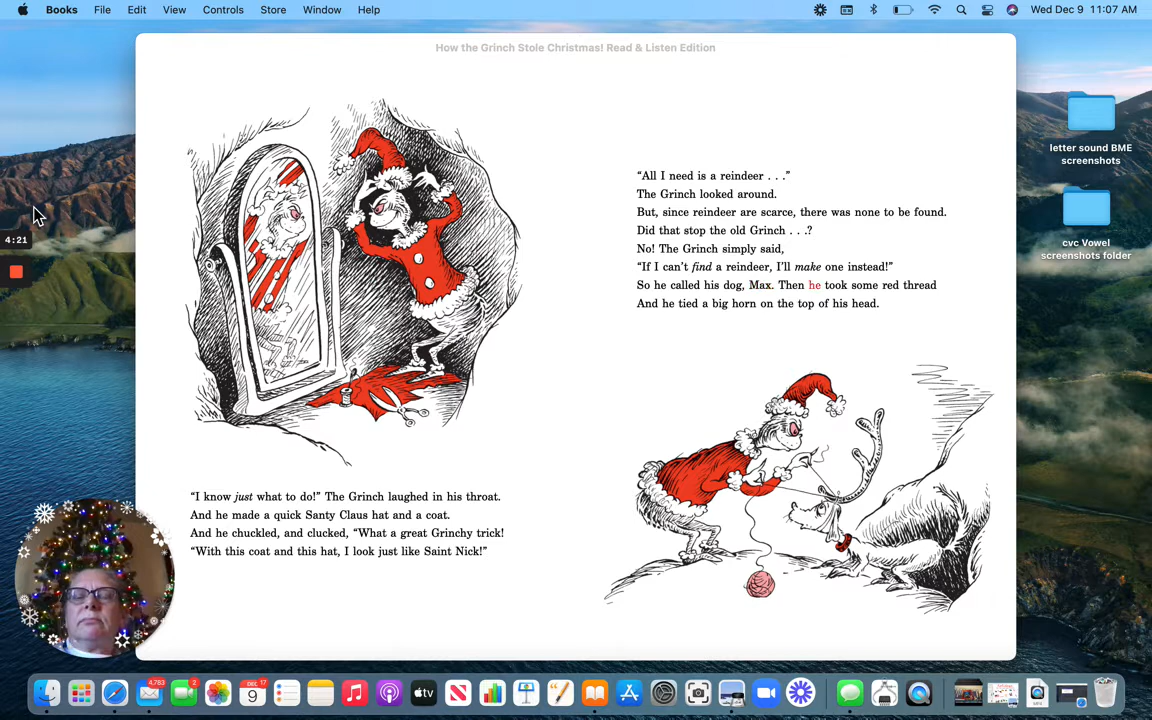 Books File Edit View Controls Store Window Help Wed Dec 9 11:07 AM
How the Grinch Stole Christmas! Read & Listen Edition
“I know just what to do!” The Grinch laughed in his throat.
And he made a quick Santy Claus hat and a coat.
And he chuckled, and clucked, “What a great Grinchy trick!
“With this coat and this hat, I look just like Saint Nick!”
“All I need is a reindeer . . .”
The Grinch looked around.
But, since reindeer are scarce, there was none to be found.
Did that stop the old Grinch . . .?
No! The Grinch simply said,
“If I can’t find a reindeer, I’ll make one instead!”
So he called his dog, Max. Then he took some red thread
And he tied a big horn on the top of his head.
letter sound BME
screenshots
cvc Vowel
screenshots folder
4:21
4,783
2
DEC
9
17
tv